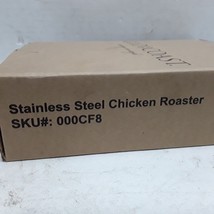 Stainless Steel Chicken Roaster
SKU#: 000CF8